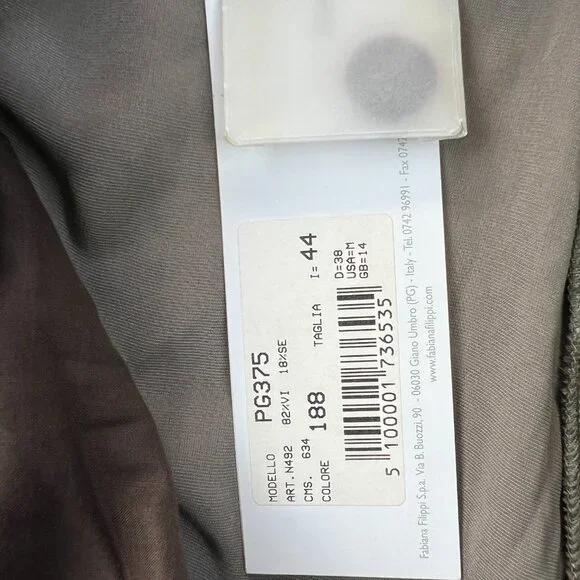 MODELLO PG375
ART. N492 82%VI 18%SE
CMS. 634
COLORE 188 TAGLIA I= 44
D=38
USA=M
GB=14
5 100001 736535
Fabiana Filippi S.p.a. Via B. Buozzi, 90 - 06030 Giano Umbro (PG) - Italy - Tel. 0742 96991 - Fax 0742
www.fabianafilippi.com